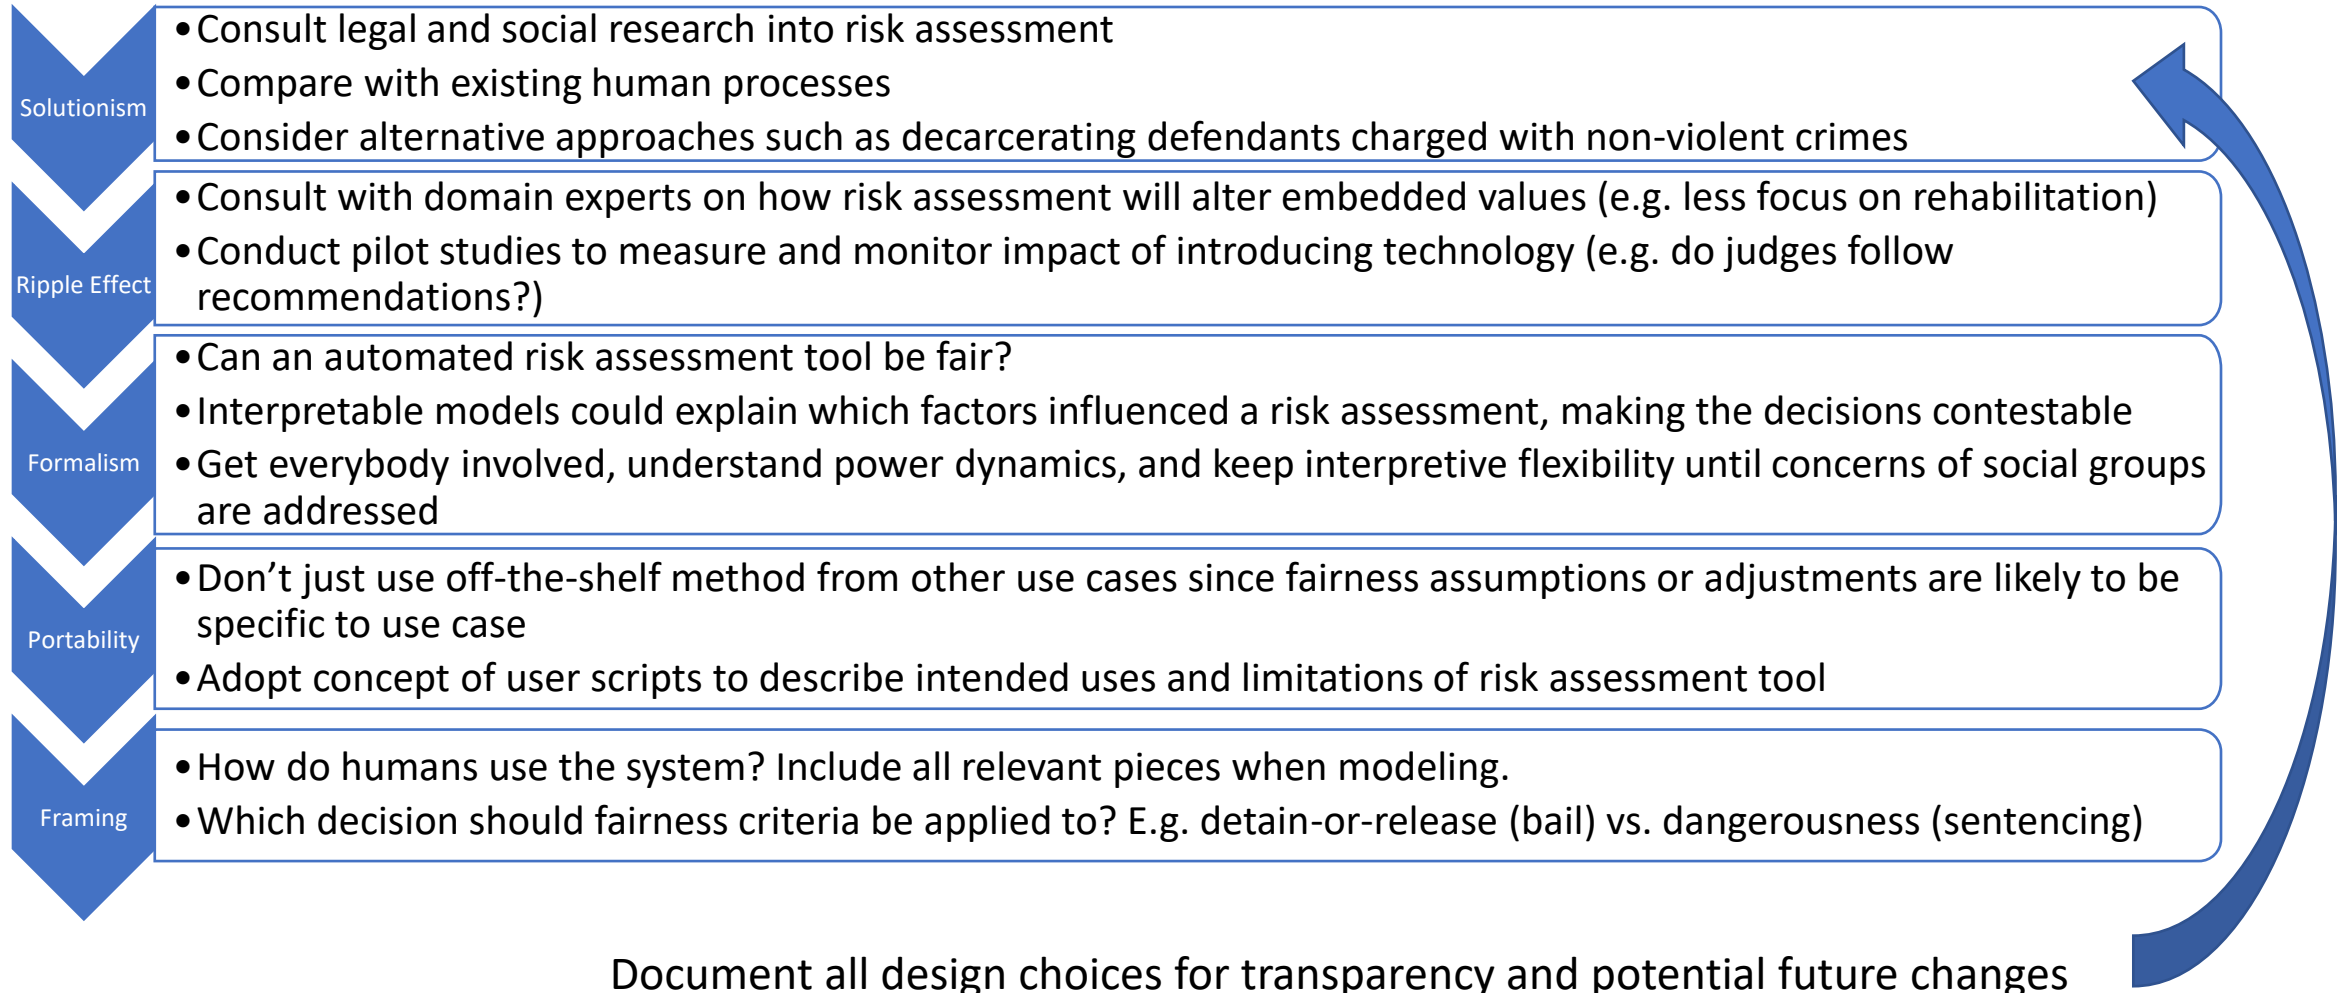 Solutionism
•Consult legal and social research into risk assessment
•Compare with existing human processes
•Consider alternative approaches such as decarcerating defendants charged with non-violent crimes
Ripple Effect
•Consult with domain experts on how risk assessment will alter embedded values (e.g. less focus on rehabilitation)
•Conduct pilot studies to measure and monitor impact of introducing technology (e.g. do judges follow
recommendations?)
Formalism
•Can an automated risk assessment tool be fair?
•Interpretable models could explain which factors influenced a risk assessment, making the decisions contestable
•Get everybody involved, understand power dynamics, and keep interpretive flexibility until concerns of social groups
are addressed
Portability
•Don’t just use off-the-shelf method from other use cases since fairness assumptions or adjustments are likely to be
specific to use case
•Adopt concept of user scripts to describe intended uses and limitations of risk assessment tool
Framing
•How do humans use the system? Include all relevant pieces when modeling.
•Which decision should fairness criteria be applied to? E.g. detain-or-release (bail) vs. dangerousness (sentencing)
Document all design choices for transparency and potential future changes